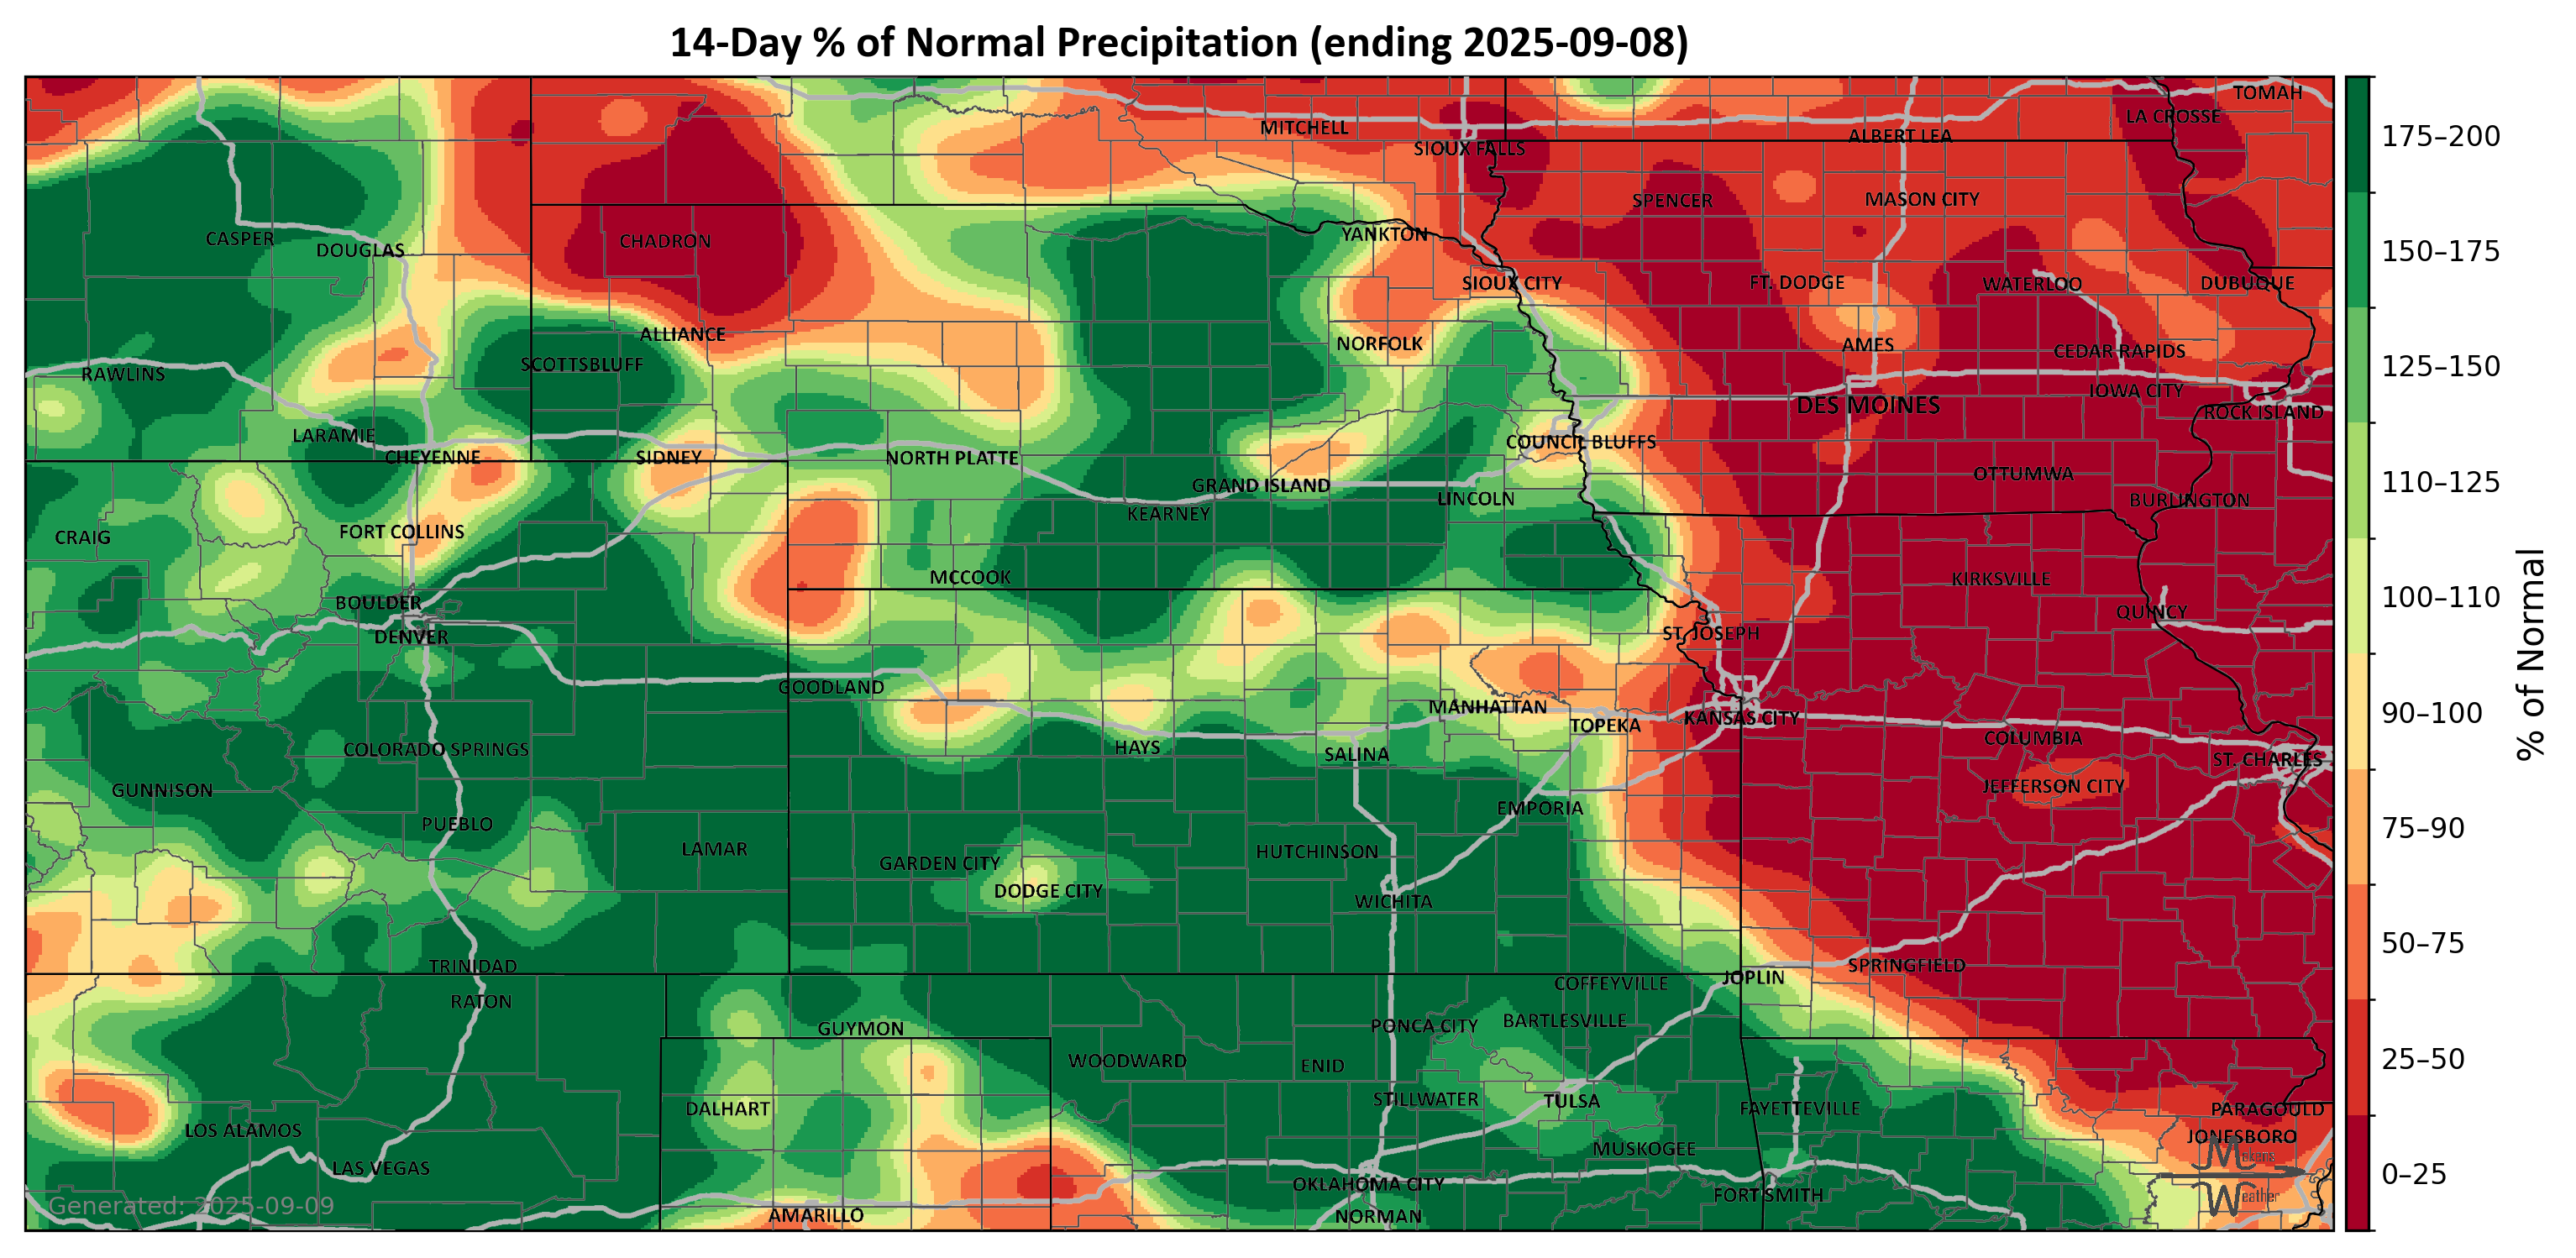 14-Day % of Normal Precipitation (ending 2025-09-08)
TOMAH
LA CROSSE
MITCHELL
ALBERT LEA
SIOUX FALLS
SPENCER
MASON CITY
CASPER
DOUGLAS
CHADRON
YANKTON
SIOUX CITY
FT. DODGE
WATERLOO
DUBUQUE
ALLIANCE
NORFOLK
AMES
CEDAR RAPIDS
SCOTTSBLUFF
RAWLINS
IOWA CITY
DES MOINES
ROCK ISLAND
LARAMIE
COUNCIL BLUFFS
CHEYENNE
SIDNEY
NORTH PLATTE
OTTUMWA
GRAND ISLAND
LINCOLN
BURLINGTON
KEARNEY
FORT COLLINS
CRAIG
MCCOOK
KIRKSVILLE
BOULDER
QUINCY
DENVER
ST. JOSEPH
GOODLAND
MANHATTAN
KANSAS CITY
TOPEKA
COLUMBIA
COLORADO SPRINGS
HAYS
SALINA
ST. CHARLES
GUNNISON
JEFFERSON CITY
EMPORIA
PUEBLO
LAMAR
HUTCHINSON
GARDEN CITY
DODGE CITY
WICHITA
TRINIDAD
SPRINGFIELD
JOPLIN
COFFEYVILLE
RATON
GUYMON
PONCA CITY
BARTLESVILLE
WOODWARD
ENID
DALHART
STILLWATER
TULSA
FAYETTEVILLE
PARAGOULD
LOS ALAMOS
JONESBORO
MUSKOGEE
LAS VEGAS
OKLAHOMA CITY
FORT SMITH
AMARILLO
NORMAN
Generated: 2025-09-09
Weather
175–200
150–175
125–150
110–125
100–110
90–100
75–90
50–75
25–50
0–25
% of Normal